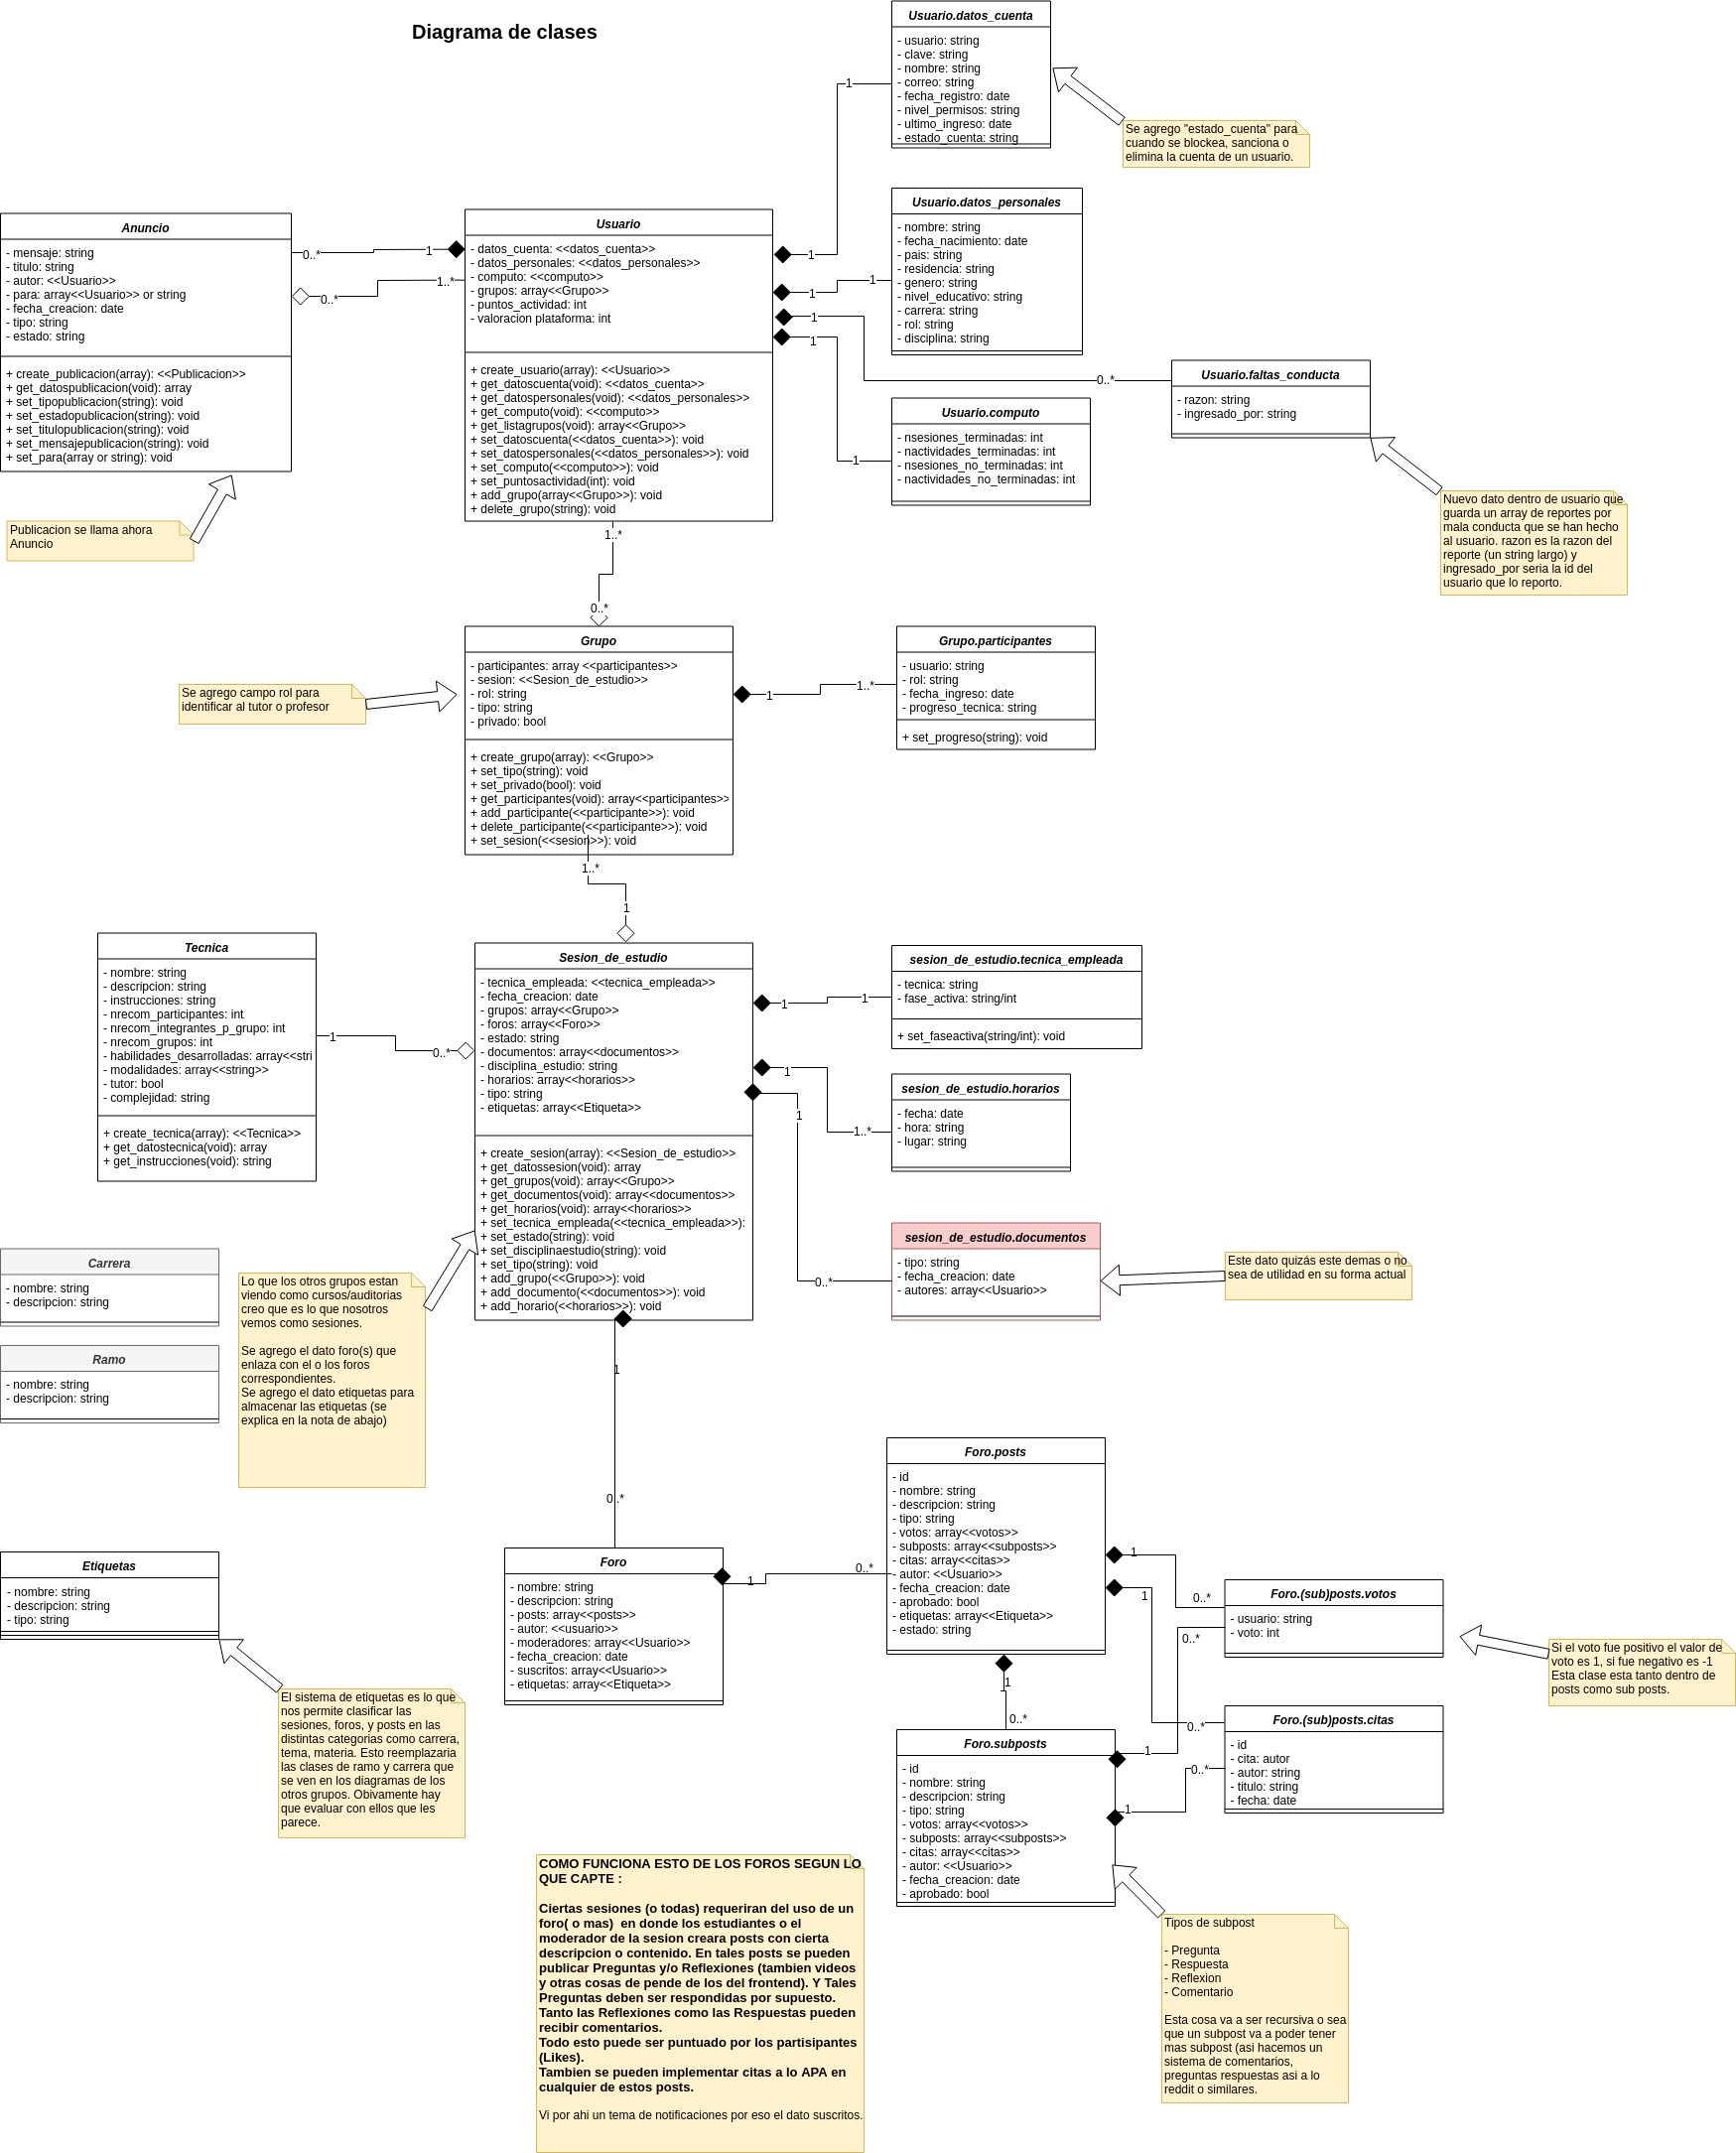 Diagrama de clases
Usuario.datos_cuenta
- usuario: string
- clave: string
- nombre: string
- correo: string
- fecha_registro: date
- nivel_permisos: string
- ultimo_ingreso: date
- estado_cuenta: string
Se agrego "estado_cuenta" para
cuando se blockea, sanciona o
elimina la cuenta de un usuario.
1
1
Anuncio
- mensaje: string
- titulo: string
- autor: <<Usuario>>
- para: array<<Usuario>> or string
- fecha_creacion: date
- tipo: string
- estado: string
+ create_publicacion(array): <<Publicacion>>
+ get_datospublicacion(void): array
+ set_tipopublicacion(string): void
+ set_estadopublicacion(string): void
+ set_titulopublicacion(string): void
+ set_mensajepublicacion(string): void
+ set_para(array or string): void
Publicacion se llama ahora
Anuncio
0..*
1
0..*
1..*
Usuario
- datos_cuenta: <<datos_cuenta>>
- datos_personales: <<datos_personales>>
- computo: <<computo>>
- grupos: array<<Grupo>>
- puntos_actividad: int
- valoracion plataforma: int
+ create_usuario(array): <<Usuario>>
+ get_datoscuenta(void): <<datos_cuenta>>
+ get_datospersonales(void): <<datos_personales>>
+ get_computo(void): <<computo>>
+ get_listagrupos(void): array<<Grupo>>
+ set_datoscuenta(<<datos_cuenta>>): void
+ set_datospersonales(<<datos_personales>>): void
+ set_computo(<<computo>>): void
+ set_puntosactividad(int): void
+ add_grupo(array<<Grupo>>): void
+ delete_grupo(string): void
1
1
1
0..*
1
1
Usuario.datos_personales
- nombre: string
- fecha_nacimiento: date
- pais: string
- residencia: string
- genero: string
- nivel_educativo: string
- carrera: string
- rol: string
- disciplina: string
Usuario.faltas_conducta
- razon: string
- ingresado_por: string
Usuario.computo
- nsesiones_terminadas: int
- nactividades_terminadas: int
- nsesiones_no_terminadas: int
- nactividades_no_terminadas: int
Nuevo dato dentro de usuario que
guarda un array de reportes por
mala conducta que se han hecho
al usuario. razon es la razon del
reporte (un string largo) y
ingresado_por seria la id del
usuario que lo reporto.
1..*
0..*
Grupo
- participantes: array <<participantes>>
- sesion: <<Sesion_de_estudio>>
- rol: string
- tipo: string
- privado: bool
+ create_grupo(array): <<Grupo>>
+ set_tipo(string): void
+ set_privado(bool): void
+ get_participantes(void): array<<participantes>>
+ add_participante(<<participante>>): void
+ delete_participante(<<participante>>): void
+ set_sesion(<<sesion>>): void
Se agrego campo rol para
identificar al tutor o profesor
1
1..*
Grupo.participantes
- usuario: string
- rol: string
- fecha_ingreso: date
- progreso_tecnica: string
+ set_progreso(string): void
1..*
1
Tecnica
- nombre: string
- descripcion: string
- instrucciones: string
- nrecom_participantes: int
- nrecom_integrantes_p_grupo: int
- nrecom_grupos: int
- habilidades_desarrolladas: array<<stri
- modalidades: array<<string>>
- tutor: bool
- complejidad: string
+ create_tecnica(array): <<Tecnica>>
+ get_datostecnica(void): array
+ get_instrucciones(void): string
1
0..*
Sesion_de_estudio
- tecnica_empleada: <<tecnica_empleada>>
- fecha_creacion: date
- grupos: array<<Grupo>>
- foros: array<<Foro>>
- estado: string
- documentos: array<<documentos>>
- disciplina_estudio: string
- horarios: array<<horarios>>
- tipo: string
- etiquetas: array<<Etiqueta>>
+ create_sesion(array): <<Sesion_de_estudio>>
+ get_datossesion(void): array
+ get_grupos(void): array<<Grupo>>
+ get_documentos(void): array<<documentos>>
+ get_horarios(void): array<<horarios>>
+ set_tecnica_empleada(<<tecnica_empleada>>):
+ set_estado(string): void
+ set_disciplinaestudio(string): void
+ set_tipo(string): void
+ add_grupo(<<Grupo>>): void
+ add_documento(<<documentos>>): void
+ add_horario(<<horarios>>): void
1
1
1
1..*
1
0..*
sesion_de_estudio.tecnica_empleada
- tecnica: string
- fase_activa: string/int
+ set_faseactiva(string/int): void
sesion_de_estudio.horarios
- fecha: date
- hora: string
- lugar: string
sesion_de_estudio.documentos
- tipo: string
- fecha_creacion: date
- autores: array<<Usuario>>
Este dato quizás este demas o no
sea de utilidad en su forma actual
Carrera
- nombre: string
- descripcion: string
Ramo
- nombre: string
- descripcion: string
Lo que los otros grupos estan
viendo como cursos/auditorias
creo que es lo que nosotros
vemos como sesiones.
Se agrego el dato foro(s) que
enlaza con el o los foros
correspondientes.
Se agrego el dato etiquetas para
almacenar las etiquetas (se
explica en la nota de abajo)
1
0..*
Etiquetas
- nombre: string
- descripcion: string
- tipo: string
El sistema de etiquetas es lo que
nos permite clasificar las
sesiones, foros, y posts en las
distintas categorias como carrera,
tema, materia. Esto reemplazaria
las clases de ramo y carrera que
se ven en los diagramas de los
otros grupos. Obivamente hay
que evaluar con ellos que les
parece.
Foro
- nombre: string
- descripcion: string
- posts: array<<posts>>
- autor: <<usuario>>
- moderadores: array<<Usuario>>
- fecha_creacion: date
- suscritos: array<<Usuario>>
- etiquetas: array<<Etiqueta>>
1
0..*
Foro.posts
- id
- nombre: string
- descripcion: string
- tipo: string
- votos: array<<votos>>
- subposts: array<<subposts>>
- citas: array<<citas>>
- autor: <<Usuario>>
- fecha_creacion: date
- aprobado: bool
- etiquetas: array<<Etiqueta>>
- estado: string
1
0..*
1
0..*
0..*
Foro.(sub)posts.votos
- usuario: string
- voto: int
Si el voto fue positivo el valor de
voto es 1, si fue negativo es -1
Esta clase esta tanto dentro de
posts como sub posts.
1
0..*
Foro.subposts
- id
- nombre: string
- descripcion: string
- tipo: string
- votos: array<<votos>>
- subposts: array<<subposts>>
- citas: array<<citas>>
- autor: <<Usuario>>
- fecha_creacion: date
- aprobado: bool
1
0..*
1
Foro.(sub)posts.citas
- id
- cita: autor
- autor: string
- titulo: string
- fecha: date
COMO FUNCIONA ESTO DE LOS FOROS SEGUN LO
QUE CAPTE :
Ciertas sesiones (o todas) requeriran del uso de un
foro( o mas) en donde los estudiantes o el
moderador de la sesion creara posts con cierta
descripcion o contenido. En tales posts se pueden
publicar Preguntas y/o Reflexiones (tambien videos
y otras cosas de pende de los del frontend). Y Tales
Preguntas deben ser respondidas por supuesto.
Tanto las Reflexiones como las Respuestas pueden
recibir comentarios.
Todo esto puede ser puntuado por los partisipantes
(Likes).
Tambien se pueden implementar citas a lo APA en
cualquier de estos posts.
Vi por ahi un tema de notificaciones por eso el dato suscritos.
Tipos de subpost
- Pregunta
- Respuesta
- Reflexion
- Comentario
Esta cosa va a ser recursiva o sea
que un subpost va a poder tener
mas subpost (asi hacemos un
sistema de comentarios,
preguntas respuestas asi a lo
reddit o similares.